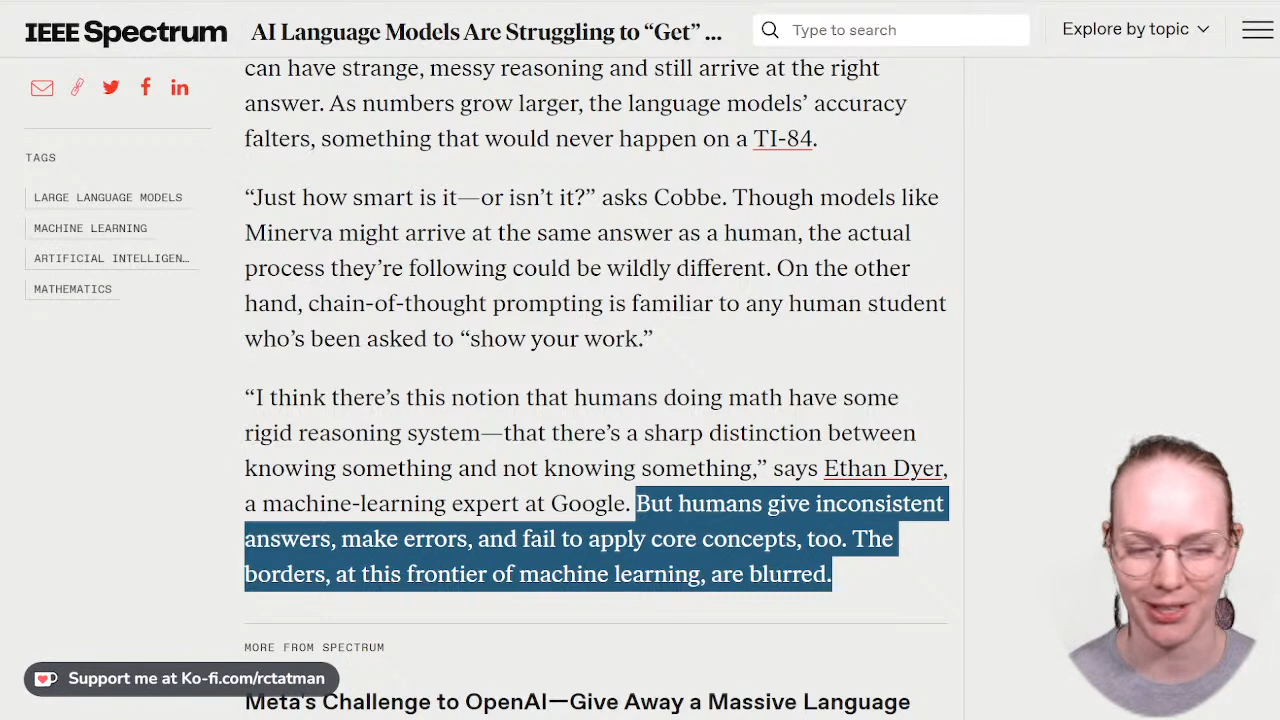 IEEE Spectrum
AI Language Models Are Struggling to “Get” ...
Type to search
Explore by topic
can have strange, messy reasoning and still arrive at the right
answer. As numbers grow larger, the language models’ accuracy
falters, something that would never happen on a TI-84.
TAGS
LARGE LANGUAGE MODELS
MACHINE LEARNING
ARTIFICIAL INTELLIGEN…
MATHEMATICS
“Just how smart is it—or isn’t it?” asks Cobbe. Though models like
Minerva might arrive at the same answer as a human, the actual
process they’re following could be wildly different. On the other
hand, chain-of-thought prompting is familiar to any human student
who’s been asked to “show your work.”
“I think there’s this notion that humans doing math have some
rigid reasoning system—that there’s a sharp distinction between
knowing something and not knowing something,” says Ethan Dyer,
a machine-learning expert at Google. But humans give inconsistent
answers, make errors, and fail to apply core concepts, too. The
borders, at this frontier of machine learning, are blurred.
MORE FROM SPECTRUM
Support me at Ko-fi.com/rctatman
Meta's Challenge to OpenAI—Give Away a Massive Language